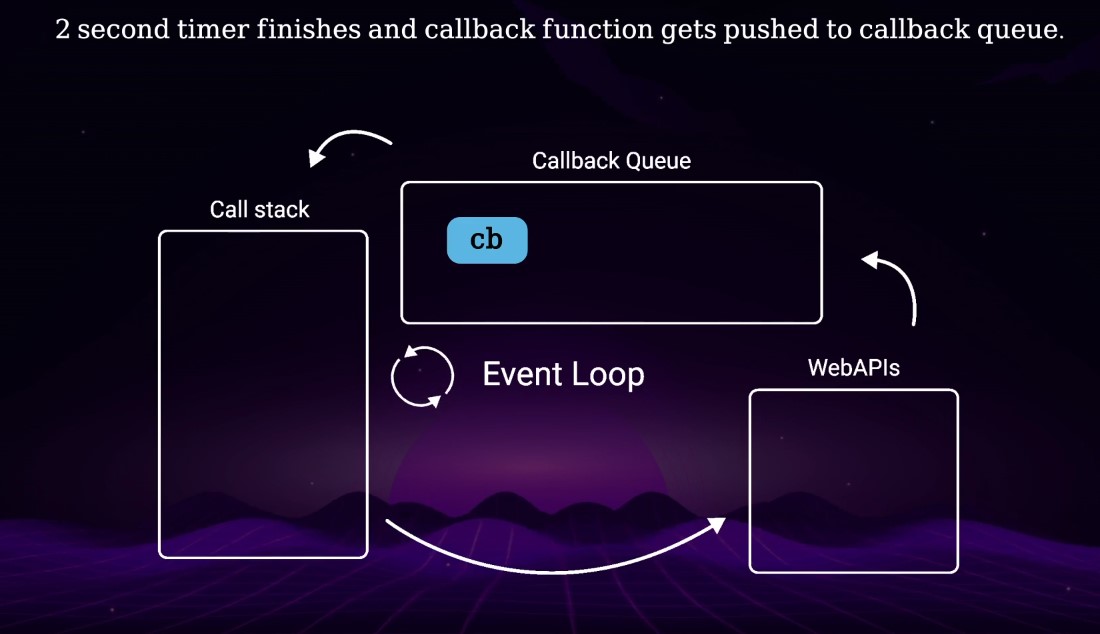 2 second timer finishes and callback function gets pushed to callback queue.
Callback Queue
Call stack
cb
Event Loop
WebAPIs